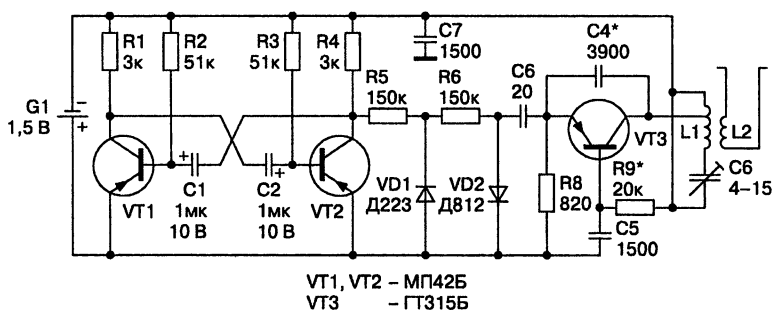 G1
1,5 В
R1
3к
R2
51к
R3
51к
R4
3к
C7
1500
R5
150к
R6
150к
C6
20
C4*
3900
VT3
L1
L2
C6
4–15
R9*
20к
R8
820
C5
1500
VT1
C1
1мк
10 В
C2
1мк
10 В
VT2
VD1
Д223
VD2
Д812
VT1, VT2 – МП42Б
VT3 – ГТ315Б